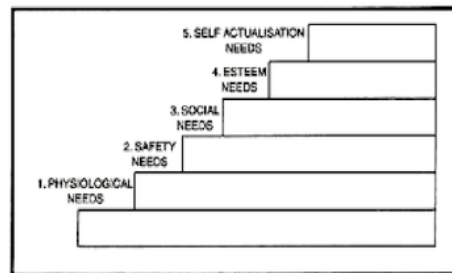 5. SELF ACTUALISATION
NEEDS
4. ESTEEM
NEEDS
3. SOCIAL
NEEDS
2. SAFETY
NEEDS
1. PHYSIOLOGICAL
NEEDS